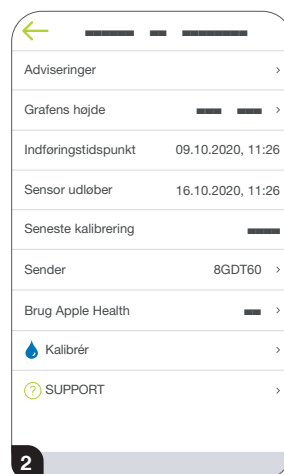 Adviseringer
Grafens højde
Indføringstidspunkt 09.10.2020, 11:26
Sensor udløber 16.10.2020, 11:26
Seneste kalibrering
Sender 8GDT60
Brug Apple Health
Kalibrér
? SUPPORT
2